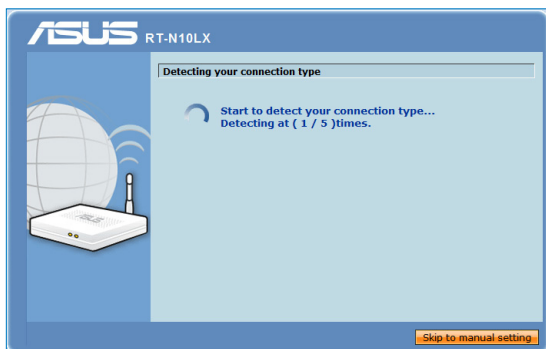 ASUS RT-N10LX
Detecting your connection type
Start to detect your connection type...
Detecting at ( 1 / 5 )times.
Skip to manual setting